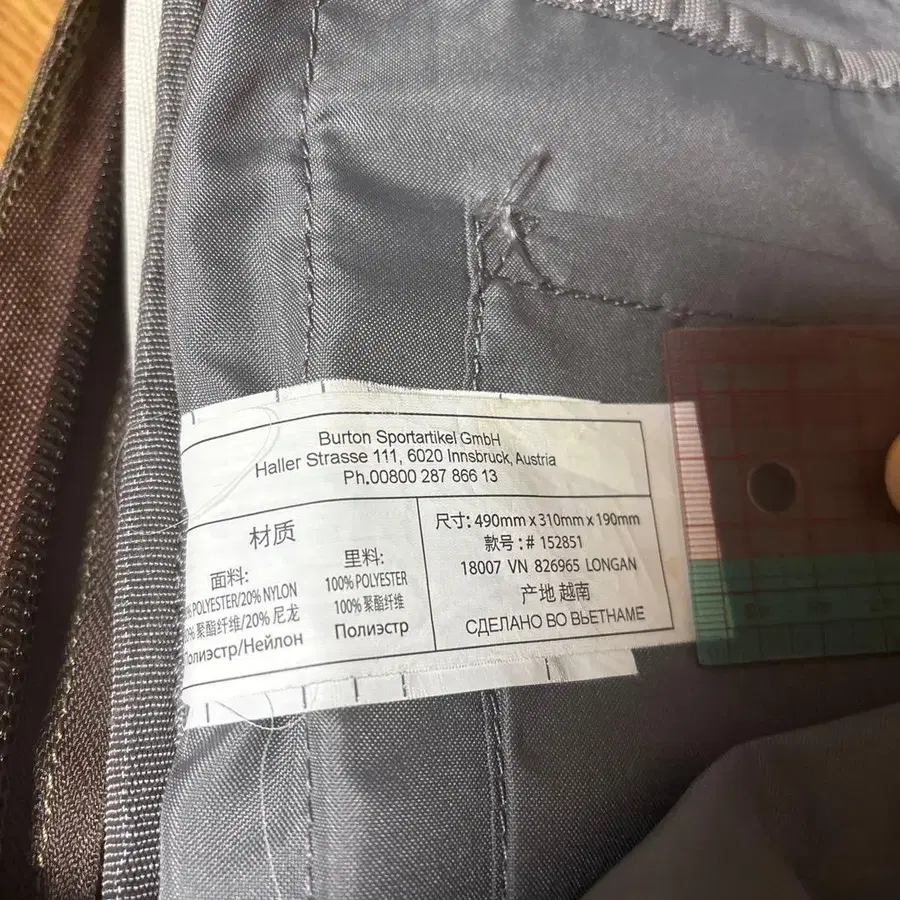 Burton Sportartikel GmbH
Haller Strasse 111, 6020 Innsbruck, Austria
Ph.00800 287 866 13
材质
面料:
% POLYESTER/20% NYLON
0% 聚酯纤维/20% 尼龙
Полиэстр/Нейлон
里料:
100% POLYESTER
100% 聚酯纤维
Полиэстр
尺寸: 490mm x 310mm x 190mm
款号 : # 152851
18007 VN 826965 LONGAN
产地 越南
СДЕЛАНО ВО ВЬЕТНАМЕ